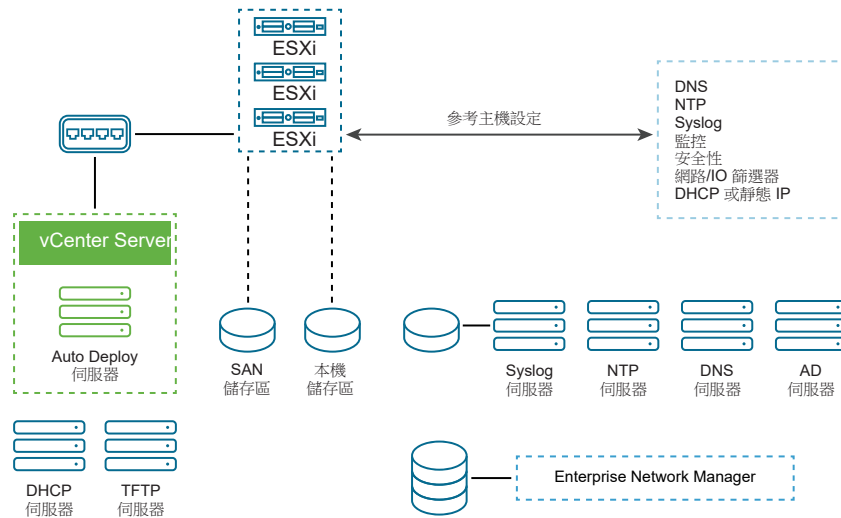 ESXi
ESXi
ESXi
參考主機設定
DNS
NTP
Syslog
監控
安全性
網路/IO 篩選器
DHCP 或靜態 IP
vCenter Server
Auto Deploy
伺服器
SAN
儲存區
本機
儲存區
Syslog
伺服器
NTP
伺服器
DNS
伺服器
AD
伺服器
DHCP
伺服器
TFTP
伺服器
Enterprise Network Manager